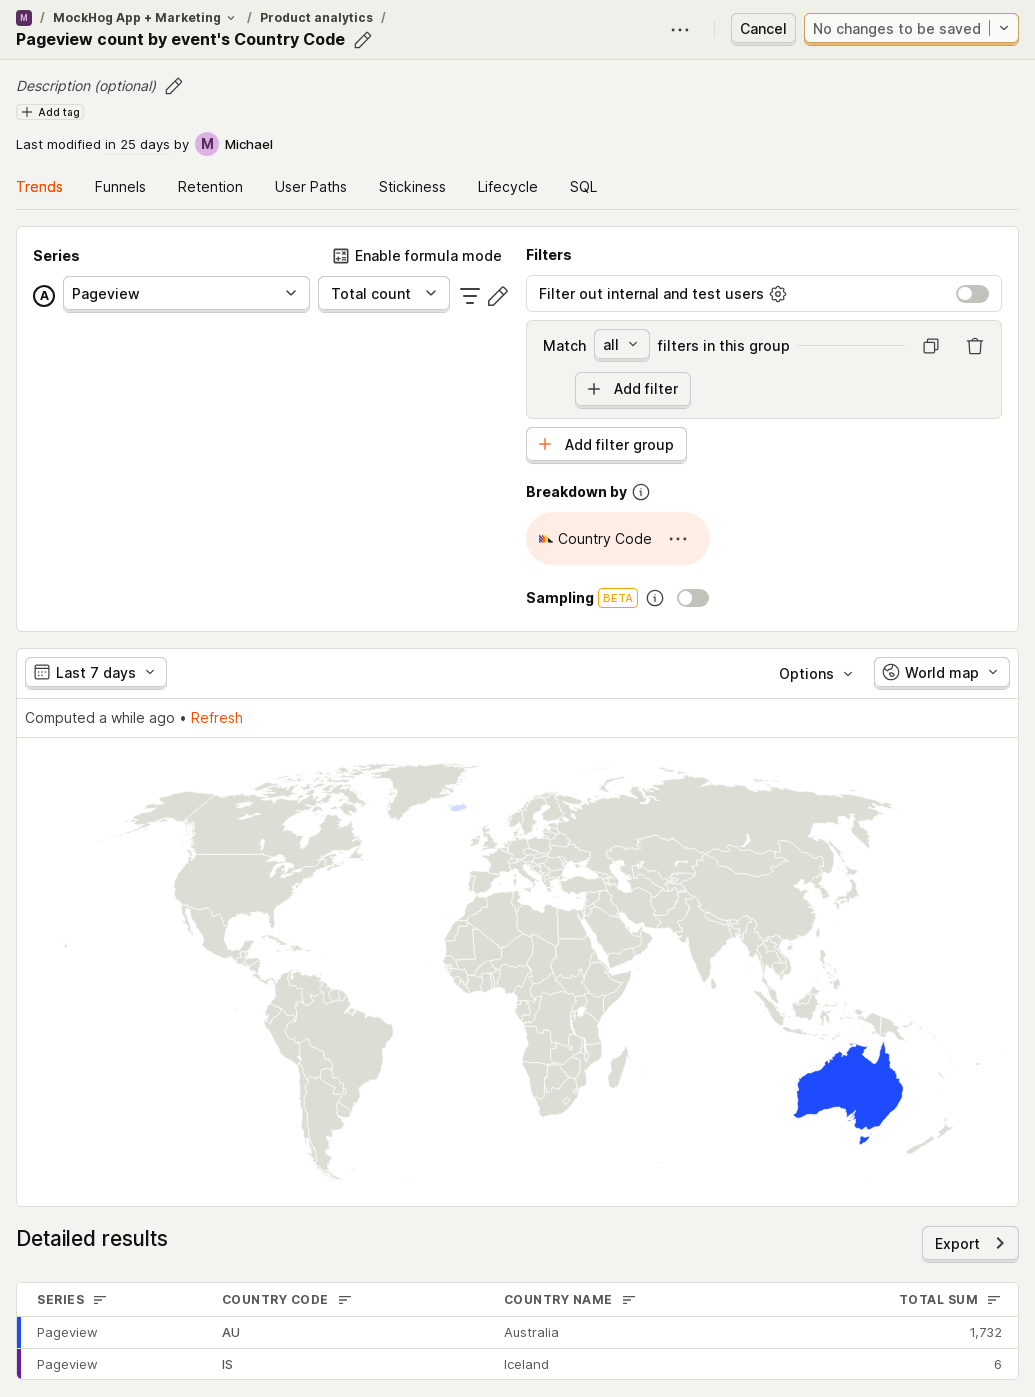 M / MockHog App + Marketing / Product analytics /
Pageview count by event's Country Code
Cancel
No changes to be saved
Description (optional)
Add tag
Last modified in 25 days by M Michael
Trends Funnels Retention User Paths Stickiness Lifecycle SQL
Series
Enable formula mode
A Pageview Total count
Filters
Filter out internal and test users
Match all filters in this group
Add filter
Add filter group
Breakdown by
Country Code
Sampling BETA
Last 7 days Options World map
Computed a while ago • Refresh
Detailed results
Export
SERIES COUNTRY CODE COUNTRY NAME TOTAL SUM
Pageview AU Australia 1,732
Pageview IS Iceland 6